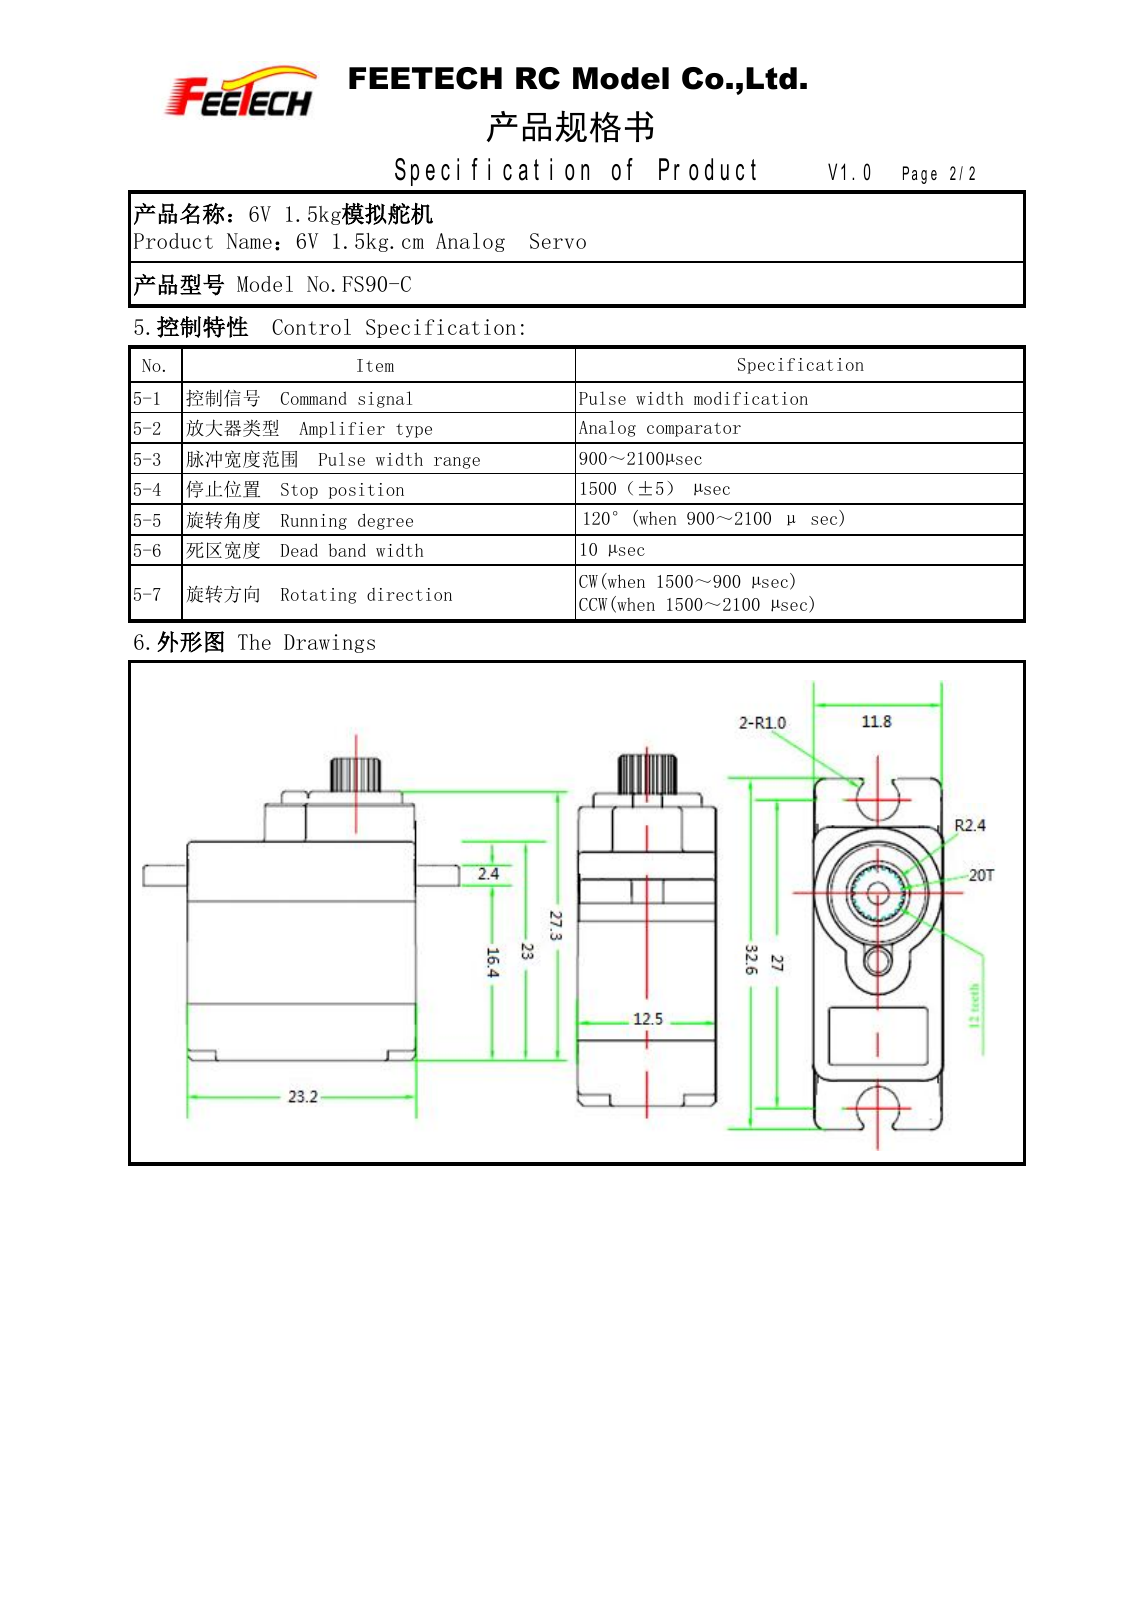 FEETECH
FEETECH RC Model Co.,Ltd.
产品规格书
Specification of Product V1.0 Page 2/2
产品名称：6V 1.5kg模拟舵机
Product Name：6V 1.5kg.cm Analog Servo
产品型号 Model No.FS90-C
5.控制特性 Control Specification:
No. Item Specification
5-1 控制信号 Command signal Pulse width modification
5-2 放大器类型 Amplifier type Analog comparator
5-3 脉冲宽度范围 Pulse width range 900～2100μsec
5-4 停止位置 Stop position 1500（±5） μsec
5-5 旋转角度 Running degree 120°(when 900～2100 μ sec)
5-6 死区宽度 Dead band width 10 μsec
5-7 旋转方向 Rotating direction CW(when 1500～900 μsec)
CCW(when 1500～2100 μsec)
6.外形图 The Drawings
2-R1.0
11.8
R2.4
20T
2.4
27.3
23
16.4
32.6
27
12 teeth
12.5
23.2